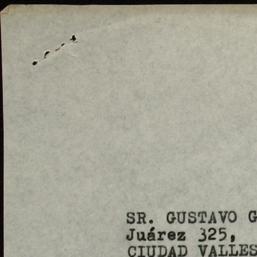 SR. GUSTAVO G
Juárez 325,
CIUDAD VALLES